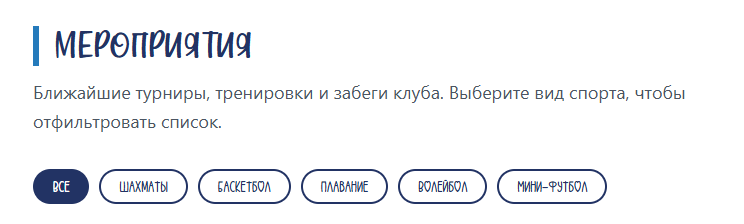 МЕРОПРИЯТИЯ
Ближайшие турниры, тренировки и забеги клуба. Выберите вид спорта, чтобы
отфильтровать список.
ВСЕ ШАХМАТЫ БАСКЕТБОЛ ПЛАВАНИЕ ВОЛЕЙБОЛ МИНИ-ФУТБОЛ